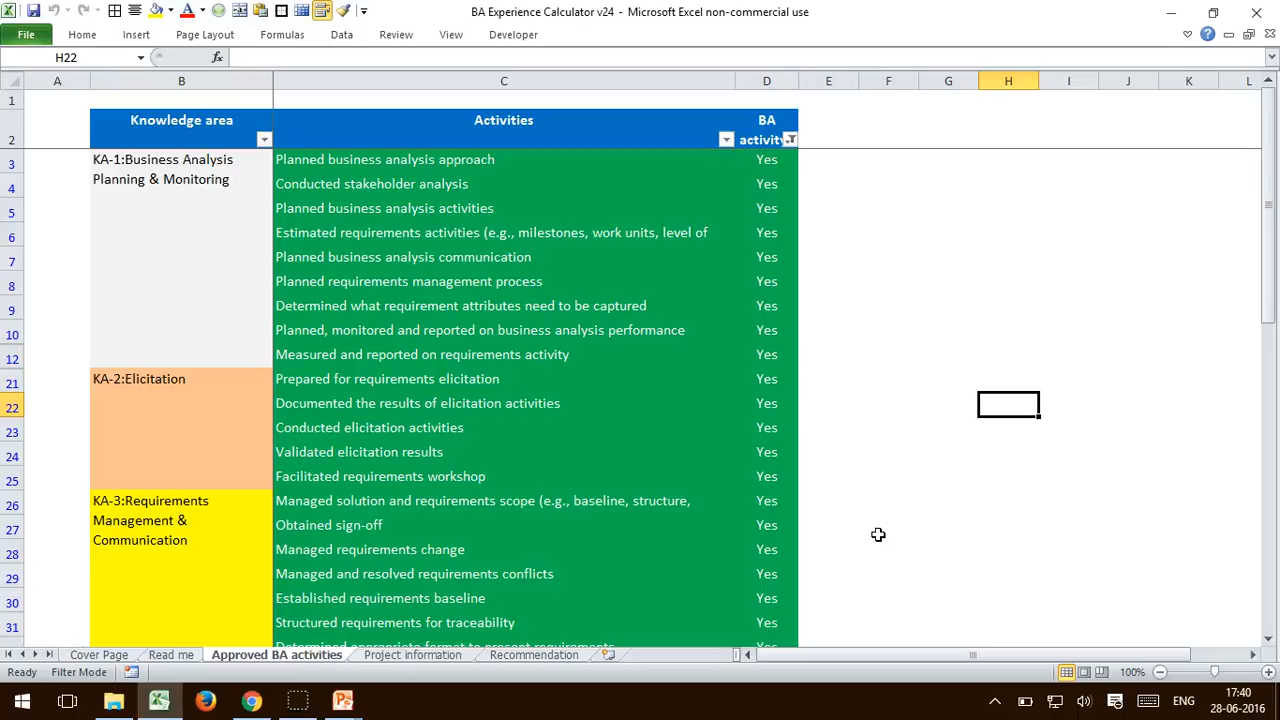 BA Experience Calculator v24 - Microsoft Excel non-commercial use
File Home Insert Page Layout Formulas Data Review View Developer
H22 fx
A B C D E F G H I J K L
1
2 Knowledge area Activities BA activity
3 KA-1:Business Analysis Planned business analysis approach Yes
Planning & Monitoring
4 Conducted stakeholder analysis Yes
5 Planned business analysis activities Yes
6 Estimated requirements activities (e.g., milestones, work units, level of Yes
7 Planned business analysis communication Yes
8 Planned requirements management process Yes
9 Determined what requirement attributes need to be captured Yes
10 Planned, monitored and reported on business analysis performance Yes
12 Measured and reported on requirements activity Yes
21 KA-2:Elicitation Prepared for requirements elicitation Yes
22 Documented the results of elicitation activities Yes
23 Conducted elicitation activities Yes
24 Validated elicitation results Yes
25 Facilitated requirements workshop Yes
26 KA-3:Requirements Managed solution and requirements scope (e.g., baseline, structure, Yes
Management &
27 Obtained sign-off Yes
Communication
28 Managed requirements change Yes
29 Managed and resolved requirements conflicts Yes
30 Established requirements baseline Yes
31 Structured requirements for traceability Yes
Determined appropriate format to present requirements Yes
Cover Page Read me Approved BA activities Project information Recommendation
Ready Filter Mode 100%
ENG 17:40
28-06-2016